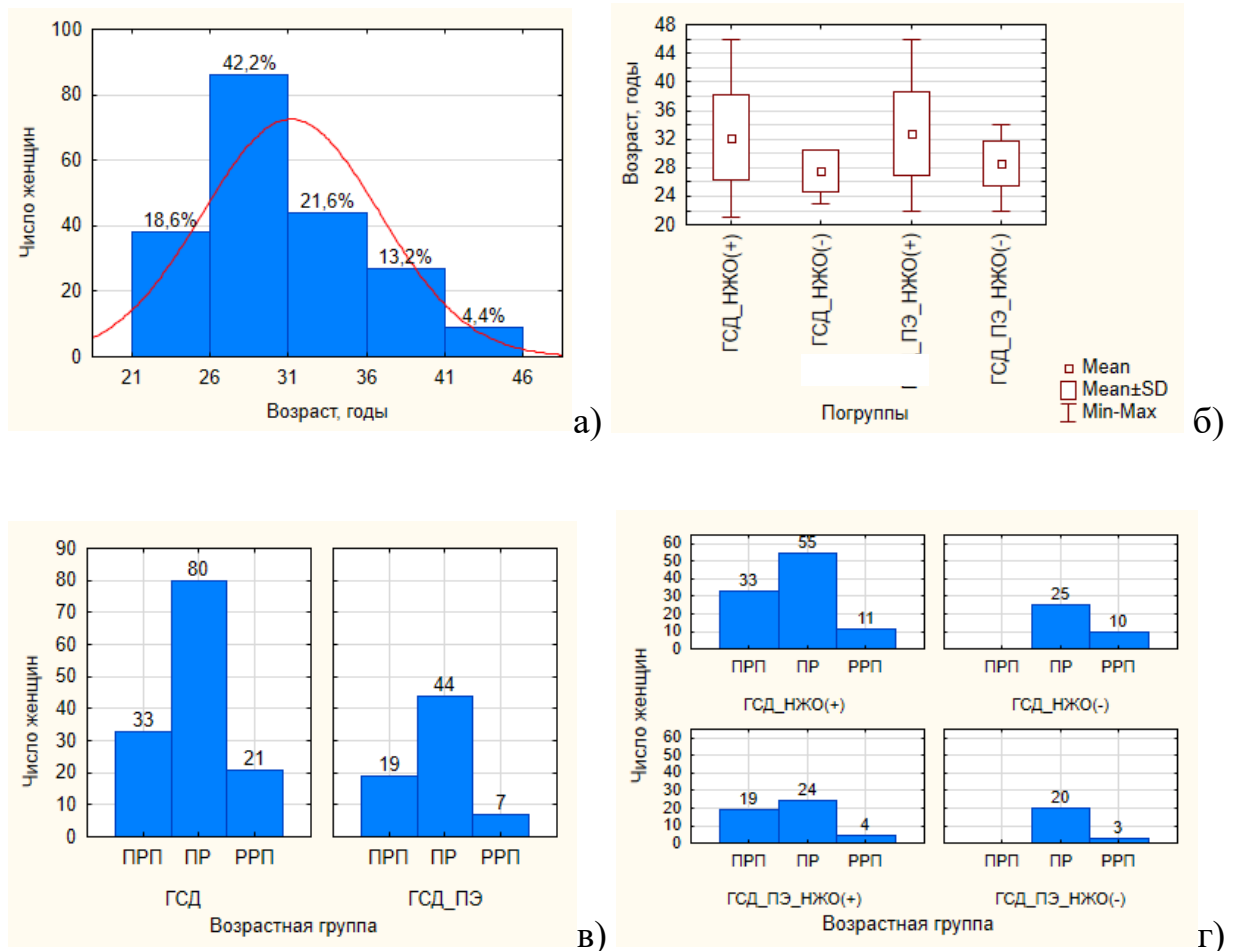 100
80
60
40
20
0
Число женщин
18,6%
42,2%
21,6%
13,2%
4,4%
21 26 31 36 41 46
Возраст, годы
а)
48
44
40
36
32
28
24
20
Возраст, годы
ГСД_НЖО(+)
ГСД_НЖО(-)
_ПЭ_НЖО(+)
ГСД_ПЭ_НЖО(-)
Погруппы
Mean
Mean±SD
Min-Max
б)
90
80
70
60
50
40
30
20
10
0
Число женщин
33
80
21
19
44
7
ПРП ПР РРП
ПРП ПР РРП
ГСД
ГСД_ПЭ
Возрастная группа
в)
Число женщин
60
50
40
30
20
10
0
33
55
11
25
10
ПРП ПР РРП
ПРП ПР РРП
ГСД_НЖО(+)
ГСД_НЖО(-)
60
50
40
30
20
10
0
19
24
4
20
3
ПРП ПР РРП
ПРП ПР РРП
ГСД_ПЭ_НЖО(+)
ГСД_ПЭ_НЖО(-)
Возрастная группа
г)